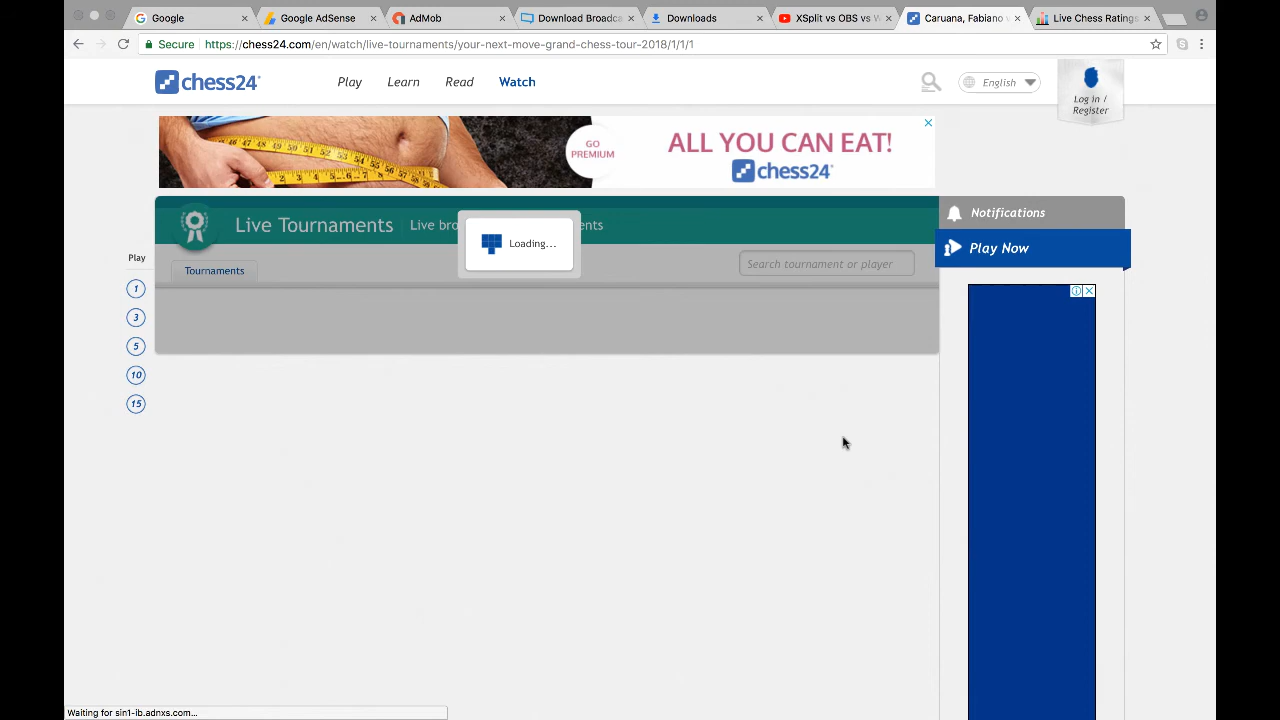 Google
Google AdSense
AdMob
Download Broadca
Downloads
XSplit vs OBS vs W
Caruana, Fabiano v
Live Chess Ratings
Secure
https://chess24.com/en/watch/live-tournaments/your-next-move-grand-chess-tour-2018/1/1/1
chess24
Play
Learn
Read
Watch
English
Log in /
Register
GO
PREMIUM
ALL YOU CAN EAT!
chess24
Live Tournaments
Live bro
ents
Loading...
Notifications
Play
Tournaments
Search tournament or player
Play Now
1
3
5
10
15
Waiting for sin1-ib.adnxs.com...